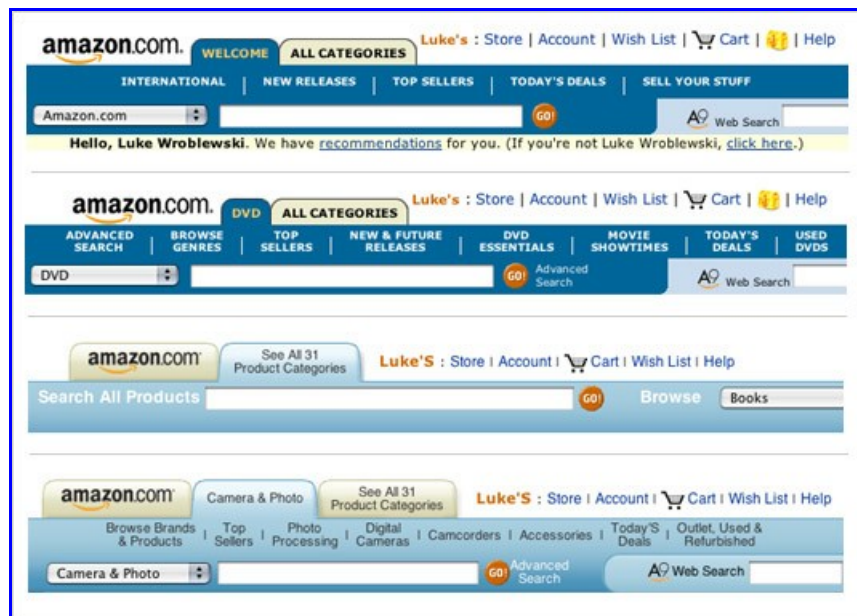 amazon.com. WELCOME ALL CATEGORIES Luke's : Store | Account | Wish List | Cart | | Help
INTERNATIONAL | NEW RELEASES | TOP SELLERS | TODAY'S DEALS | SELL YOUR STUFF
Amazon.com GO! A9 Web Search
Hello, Luke Wroblewski. We have recommendations for you. (If you're not Luke Wroblewski, click here.)
amazon.com. DVD ALL CATEGORIES Luke's : Store | Account | Wish List | Cart | | Help
ADVANCED SEARCH | BROWSE GENRES | TOP SELLERS | NEW & FUTURE RELEASES | DVD ESSENTIALS | MOVIE SHOWTIMES | TODAY'S DEALS | USED DVDS
DVD GO! Advanced Search A9 Web Search
amazon.com See All 31 Product Categories Luke'S : Store | Account | Cart | Wish List | Help
Search All Products GO! Browse Books
amazon.com Camera & Photo See All 31 Product Categories Luke'S : Store | Account | Cart | Wish List | Help
Browse Brands & Products | Top Sellers | Photo Processing | Digital Cameras | Camcorders | Accessories | Today'S Deals | Outlet, Used & Refurbished
Camera & Photo GO! Advanced Search A9 Web Search